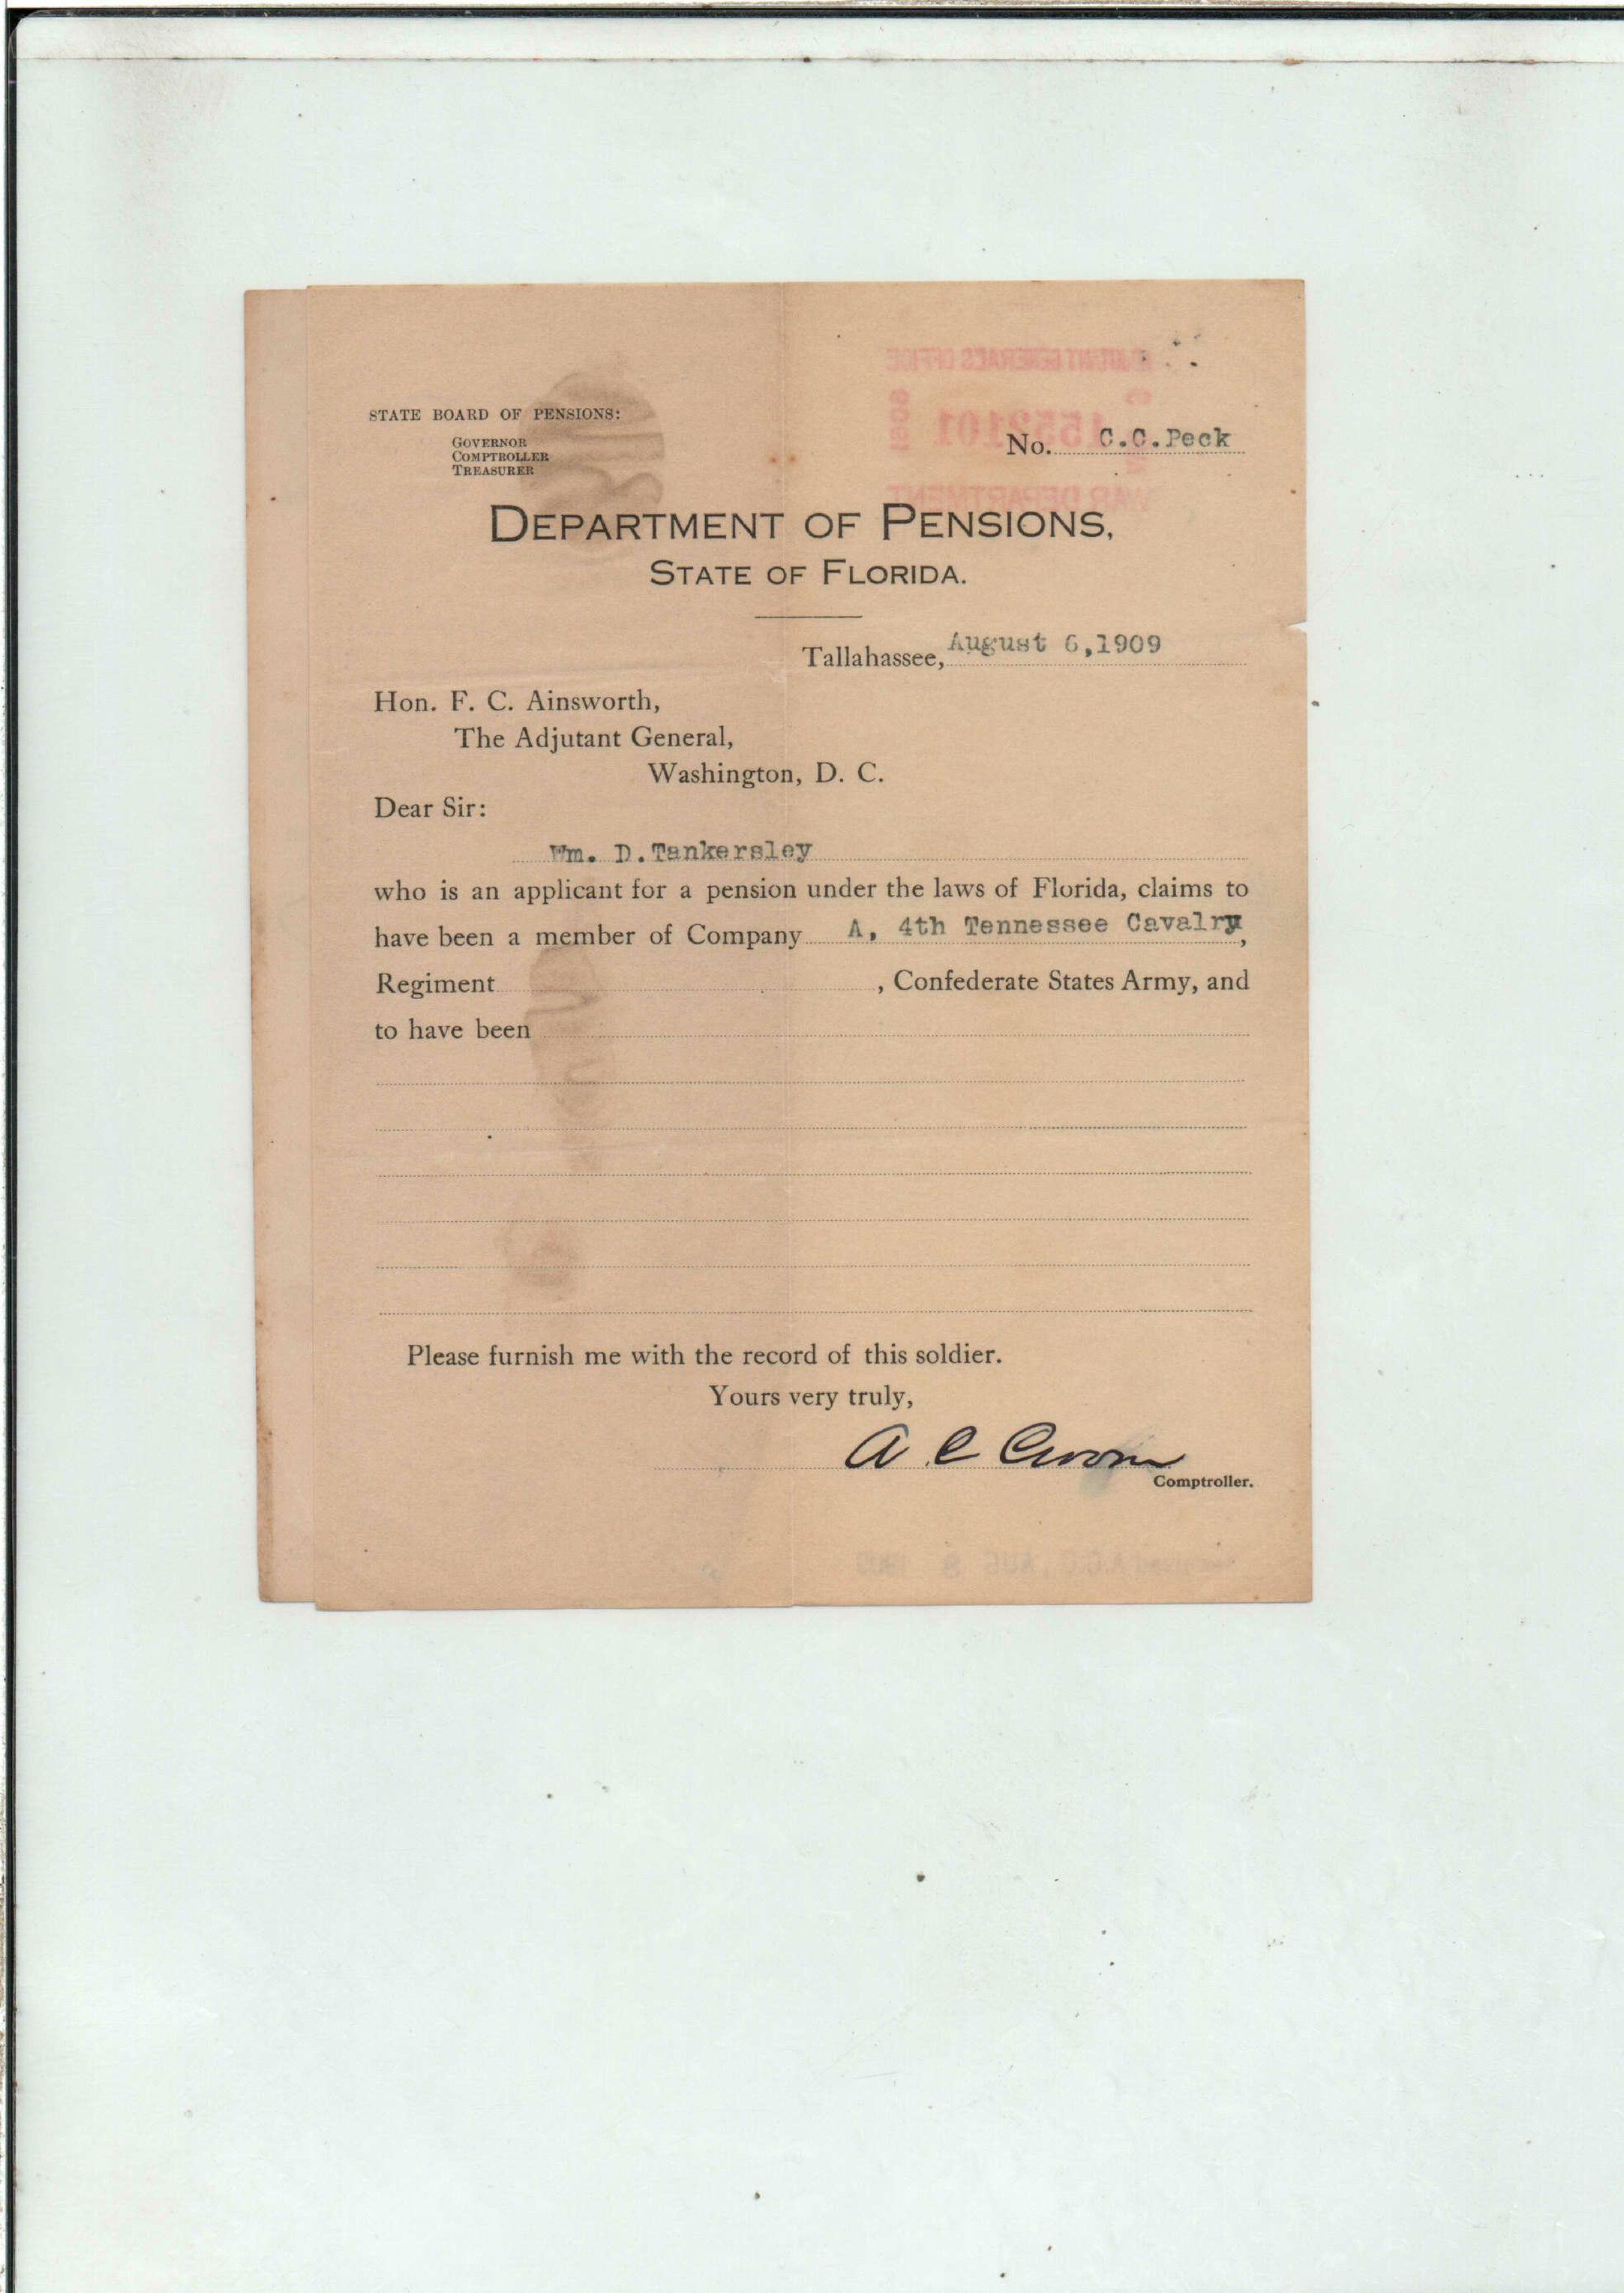 STATE BOARD OF PENSIONS:
GOVERNOR
COMPTROLLER
TREASURER
No. C.C.Peck
DEPARTMENT OF PENSIONS,
STATE OF FLORIDA.
Tallahassee, August 6,1909
Hon. F. C. Ainsworth,
The Adjutant General,
Washington, D. C.
Dear Sir:
Wm. D.Tankersley
who is an applicant for a pension under the laws of Florida, claims to
have been a member of Company A, 4th Tennessee Cavalry,
Regiment , Confederate States Army, and
to have been
Please furnish me with the record of this soldier.
Yours very truly,
A C Croom
Comptroller.